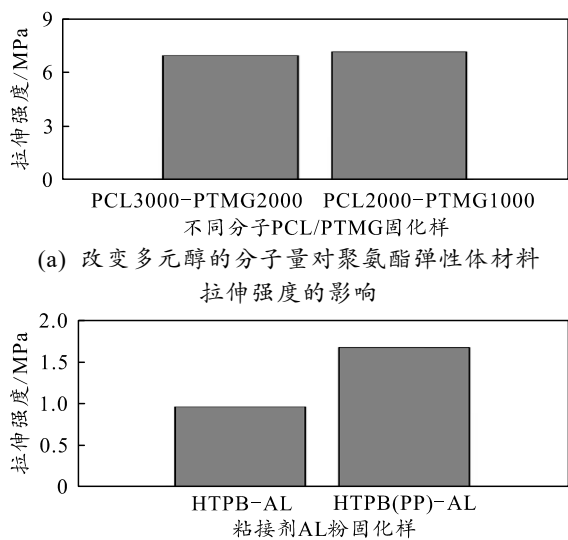 9
6
3
0
拉伸强度/MPa
PCL3000-PTMG2000 PCL2000-PTMG1000
不同分子PCL/PTMG固化样
(a) 改变多元醇的分子量对聚氨酯弹性体材料
拉伸强度的影响
2.0
1.5
1.0
0.5
0
拉伸强度/MPa
HTPB-AL HTPB(PP)-AL
粘接剂AL粉固化样